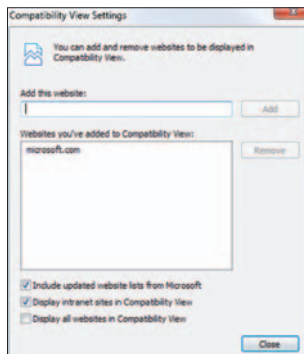 Compatibility View Settings
You can add and remove websites to be displayed in
Compatibility View.
Add this website:
Add
Websites you've added to Compatibility View:
microsoft.com
Remove
Include updated website lists from Microsoft
Display intranet sites in Compatibility View
Display all websites in Compatibility View
Close